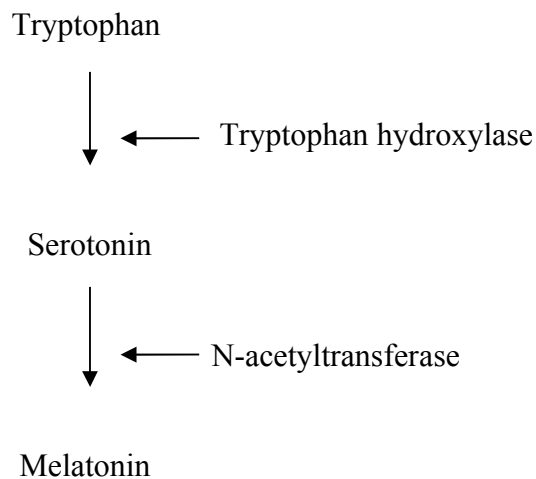 Tryptophan
Tryptophan hydroxylase
Serotonin
N-acetyltransferase
Melatonin